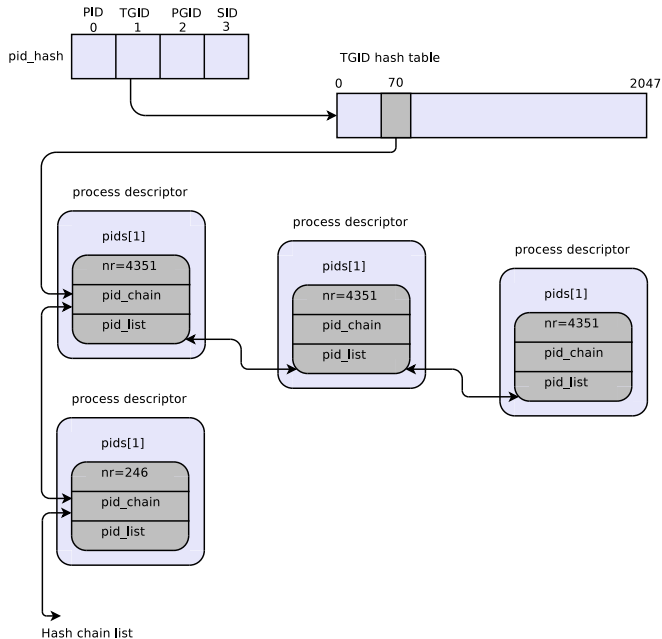 PID TGID PGID SID
0 1 2 3
pid_hash
TGID hash table
0 70 2047
process descriptor
pids[1]
nr=4351
pid_chain
pid_list
process descriptor
pids[1]
nr=4351
pid_chain
pid_list
process descriptor
pids[1]
nr=4351
pid_chain
pid_list
process descriptor
pids[1]
nr=246
pid_chain
pid_list
Hash chain list